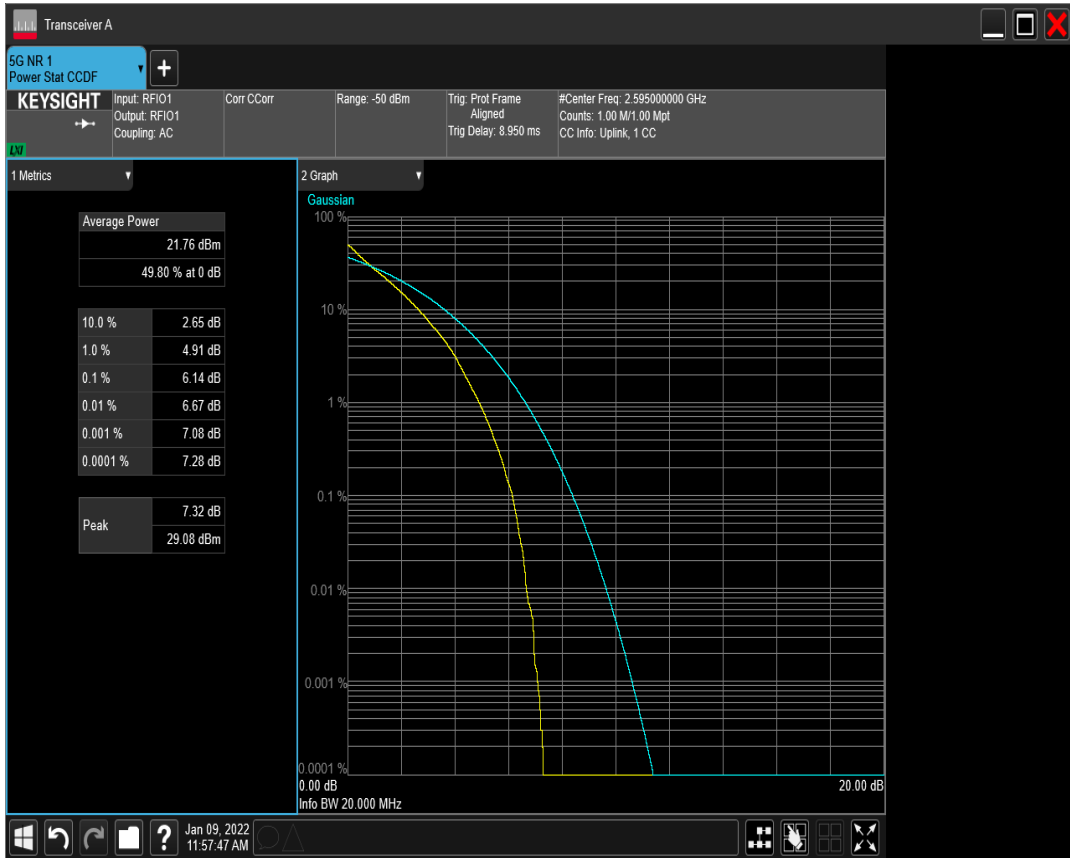 Transceiver A
5G NR 1
Power Stat CCDF
+
KEYSIGHT
LXI
Input: RFIO1
Output: RFIO1
Coupling: AC
Corr CCorr
Range: -50 dBm
Trig: Prot Frame
Aligned
Trig Delay: 8.950 ms
#Center Freq: 2.595000000 GHz
Counts: 1.00 M/1.00 Mpt
CC Info: Uplink, 1 CC
1 Metrics
Average Power
21.76 dBm
49.80 % at 0 dB
10.0 % 2.65 dB
1.0 % 4.91 dB
0.1 % 6.14 dB
0.01 % 6.67 dB
0.001 % 7.08 dB
0.0001 % 7.28 dB
Peak 7.32 dB
29.08 dBm
2 Graph
Gaussian
100 %
10 %
1 %
0.1 %
0.01 %
0.001 %
0.0001 %
0.00 dB 20.00 dB
Info BW 20.000 MHz
?
Jan 09, 2022
11:57:47 AM